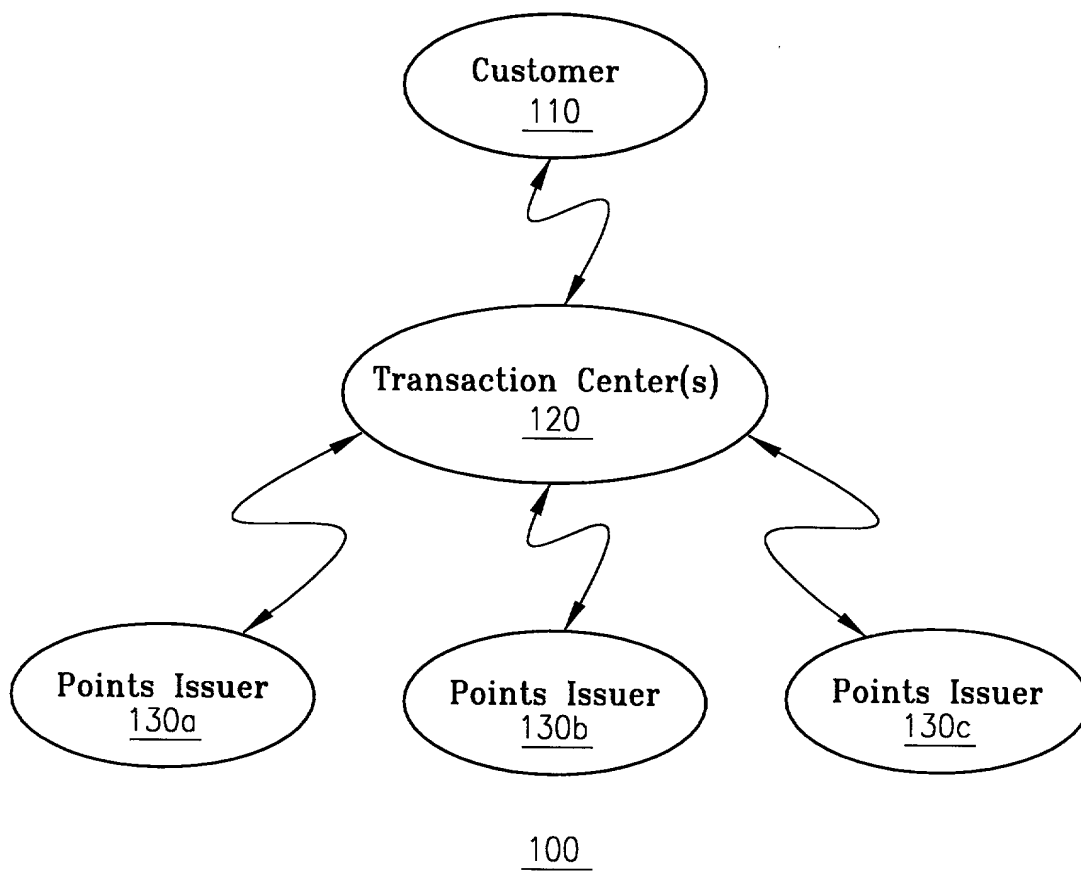 Customer
110
Transaction Center(s)
120
Points Issuer
130a
Points Issuer
130b
Points Issuer
130c
100